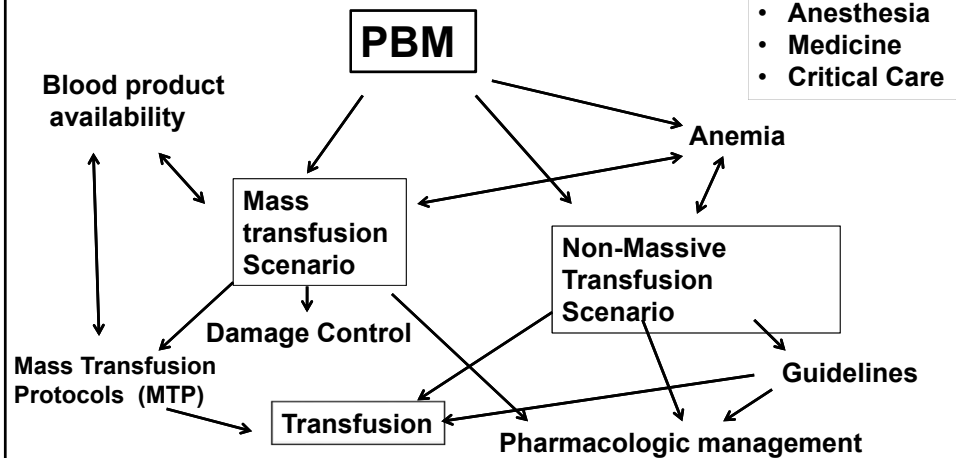 • Anesthesia
• Medicine
• Critical Care
PBM
Blood product
availability
Anemia
Mass
transfusion
Scenario
Non-Massive
Transfusion
Scenario
Damage Control
Mass Transfusion
Protocols (MTP)
Guidelines
Transfusion
Pharmacologic management